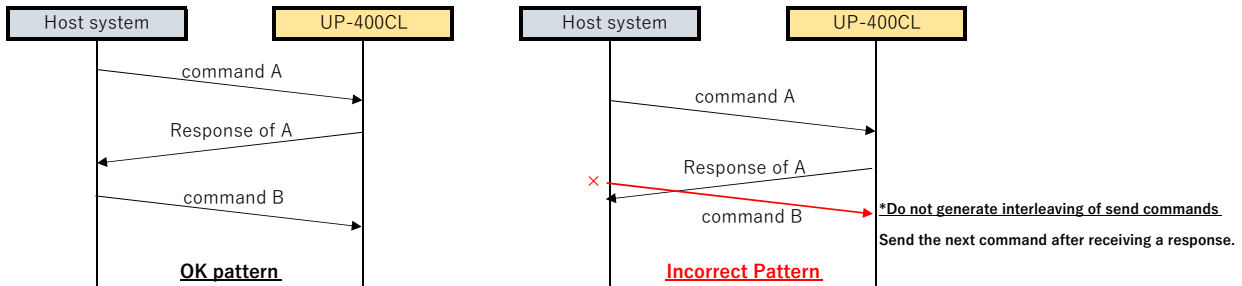 Host system
UP-400CL
command A
Response of A
command B
OK pattern
Host system
UP-400CL
command A
Response of A
×
command B
*Do not generate interleaving of send commands
Send the next command after receiving a response.
Incorrect Pattern